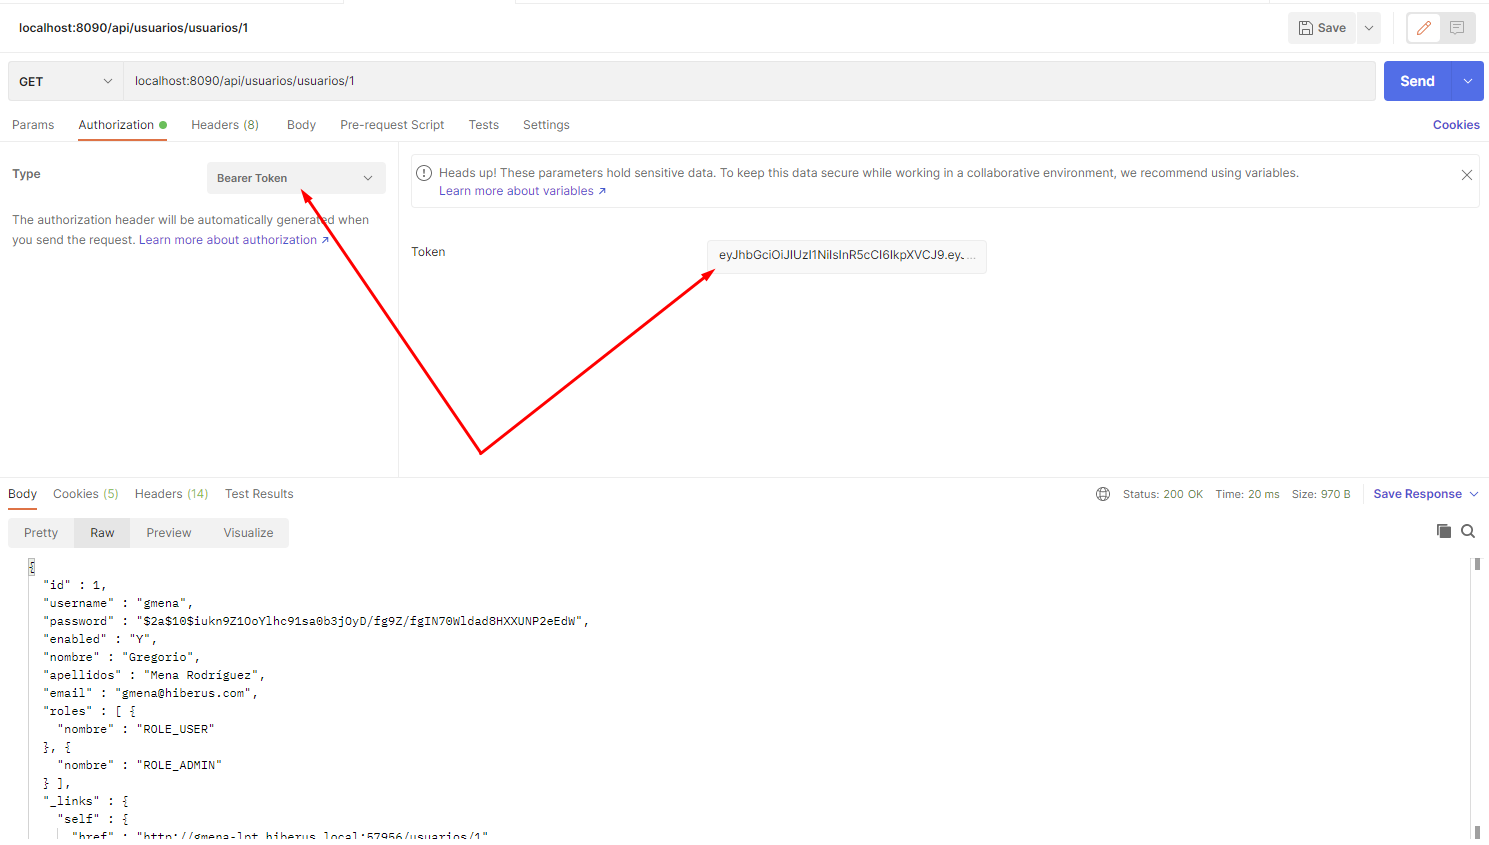 localhost:8090/api/usuarios/usuarios/1
Save
GET
localhost:8090/api/usuarios/usuarios/1
Send
Params Authorization Headers (8) Body Pre-request Script Tests Settings Cookies
Type Bearer Token
Heads up! These parameters hold sensitive data. To keep this data secure while working in a collaborative environment, we recommend using variables.
Learn more about variables ↗
The authorization header will be automatically generated when
you send the request. Learn more about authorization ↗
Token eyJhbGciOiJIUzI1NiIsInR5cCI6IkpXVCJ9.eyJ...
Body Cookies (5) Headers (14) Test Results Status: 200 OK Time: 20 ms Size: 970 B Save Response
Pretty Raw Preview Visualize
{
"id" : 1,
"username" : "gmena",
"password" : "$2a$10$iukn9Z1OoYlhc91sa0b3jOyD/fg9Z/fgIN70Wldad8HXXUNP2eEdW",
"enabled" : "Y",
"nombre" : "Gregorio",
"apellidos" : "Mena Rodríguez",
"email" : "gmena@hiberus.com",
"roles" : [ {
"nombre" : "ROLE_USER"
}, {
"nombre" : "ROLE_ADMIN"
} ],
"_links" : {
"self" : {
"href" : "http://gmena-lpt.hiberus.local:57956/usuarios/1"